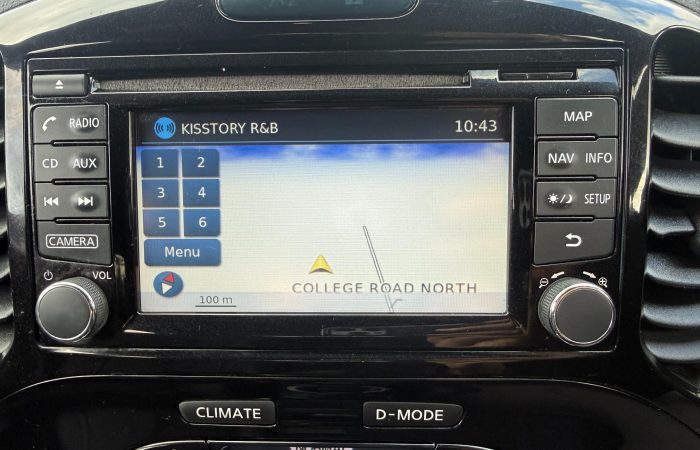 KISSTORY R&B 10:43
RADIO
CD AUX
CAMERA
VOL
1 2
3 4
5 6
Menu
100 m
COLLEGE ROAD NORTH
MAP
NAV INFO
SETUP
CLIMATE
D-MODE